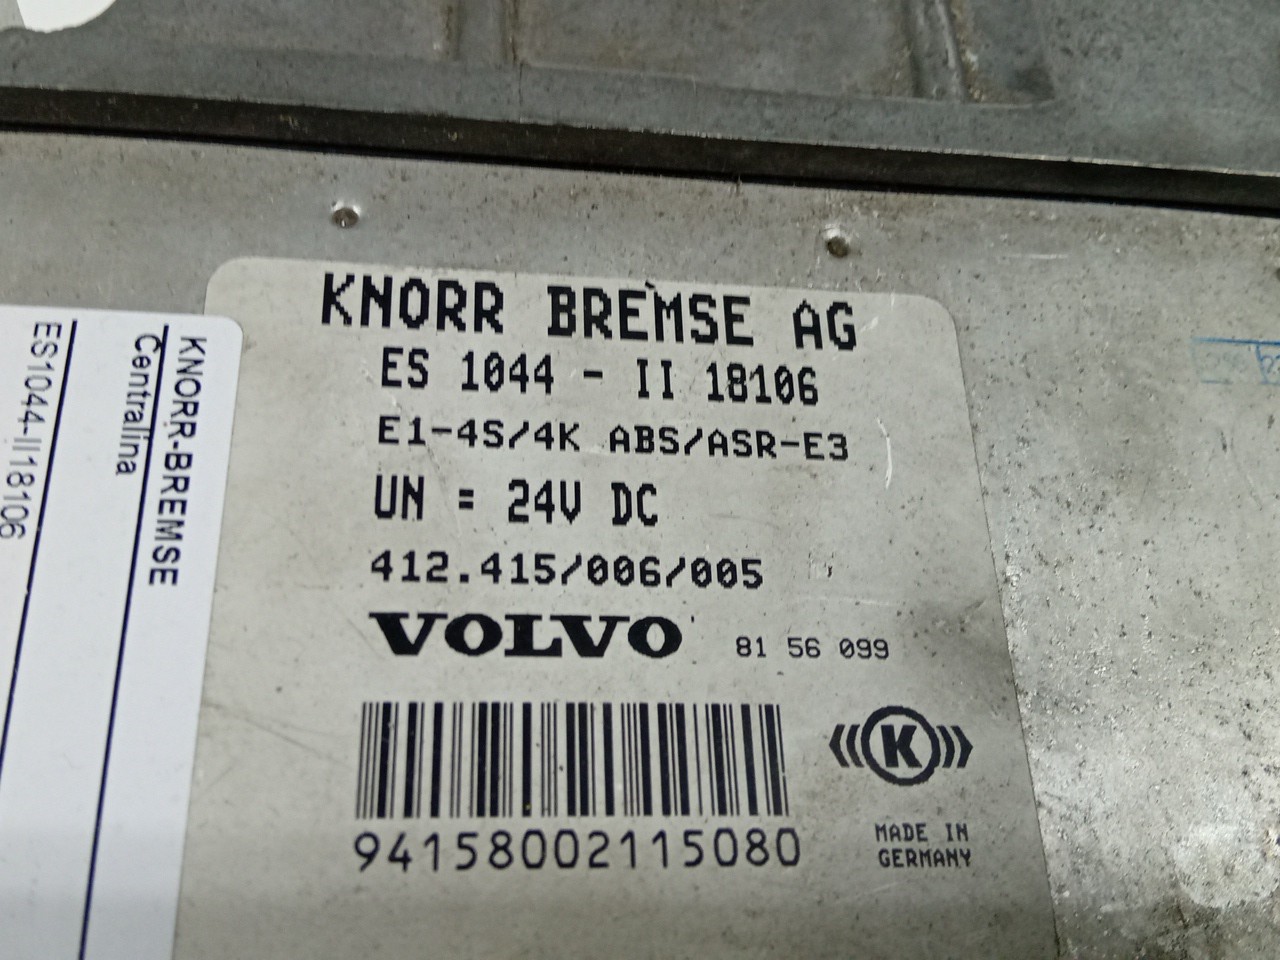 KNORR BREMSE AG
ES 1044 - II 18106
E1-4S/4K ABS/ASR-E3
UN = 24V DC
412.415/006/005
VOLVO 81 56 099
K
94158002115080
MADE IN
GERMANY
KNORR-BREMSE
Centralina
ES1044-II18106